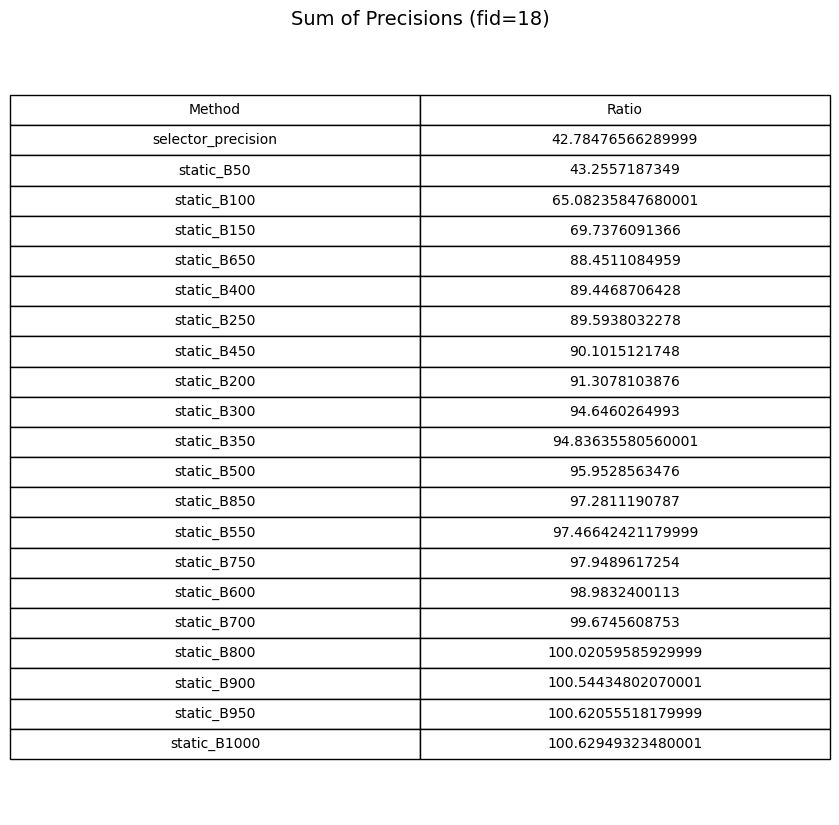 Sum of Precisions (fid=18)
Method Ratio
selector_precision 42.78476566289999
static_B50 43.2557187349
static_B100 65.08235847680001
static_B150 69.7376091366
static_B650 88.4511084959
static_B400 89.4468706428
static_B250 89.5938032278
static_B450 90.1015121748
static_B200 91.3078103876
static_B300 94.6460264993
static_B350 94.83635580560001
static_B500 95.9528563476
static_B850 97.2811190787
static_B550 97.46642421179999
static_B750 97.9489617254
static_B600 98.9832400113
static_B700 99.6745608753
static_B800 100.02059585929999
static_B900 100.54434802070001
static_B950 100.62055518179999
static_B1000 100.62949323480001